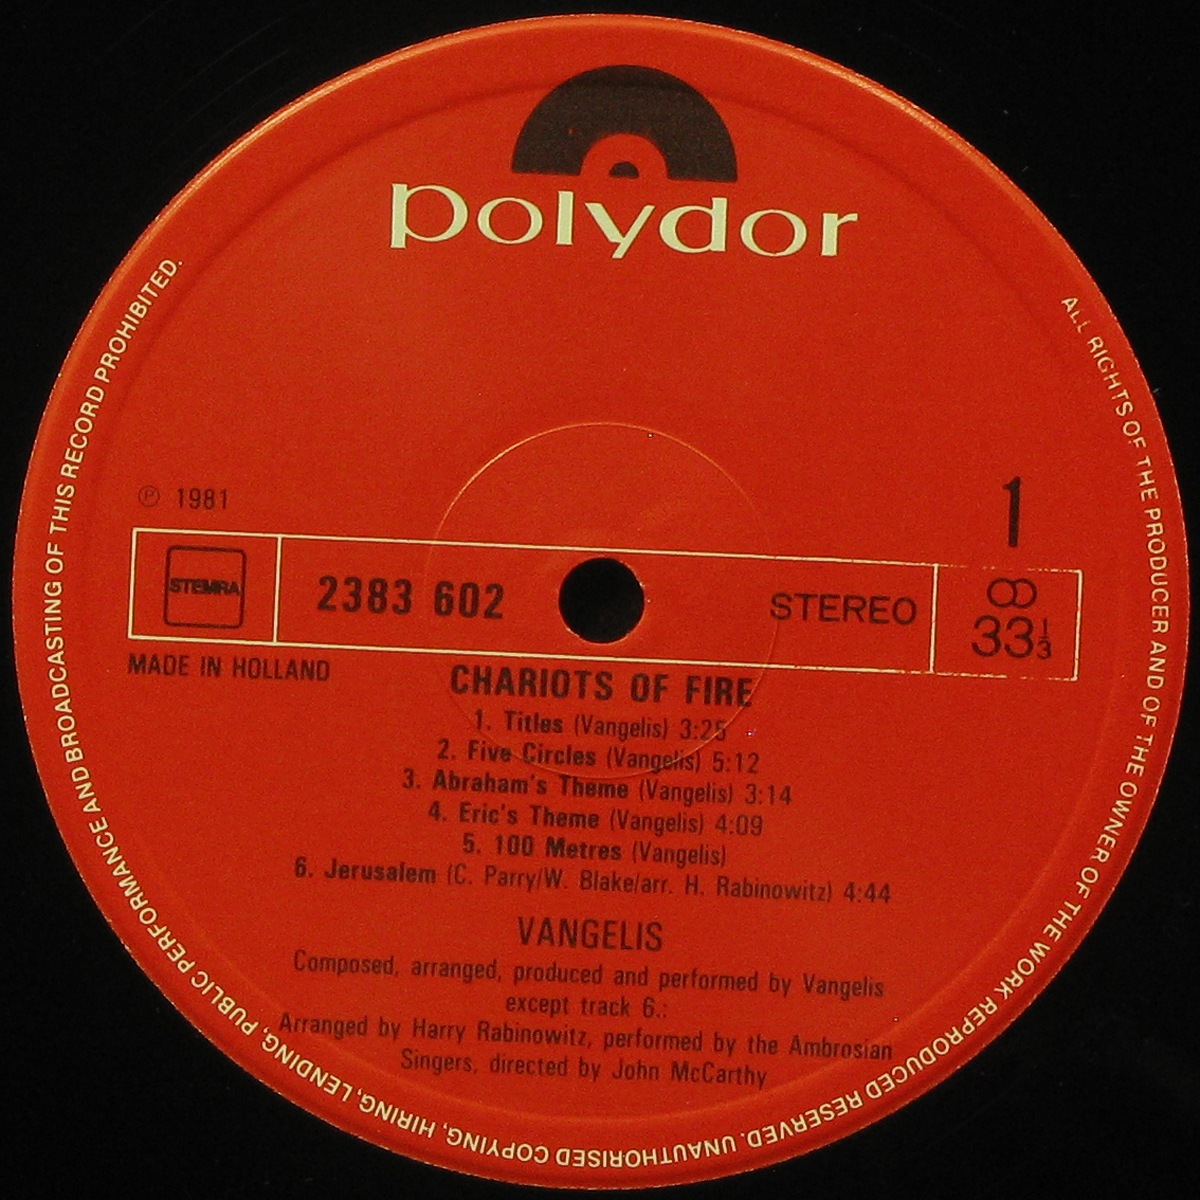 polydor
℗ 1981
1
STEMRA
2383 602
STEREO
33⅓
MADE IN HOLLAND
CHARIOTS OF FIRE
1. Titles (Vangelis) 3:25
2. Five Circles (Vangelis) 5:12
3. Abraham's Theme (Vangelis) 3:14
4. Eric's Theme (Vangelis) 4:09
5. 100 Metres (Vangelis)
6. Jerusalem (C. Parry/W. Blake/arr. H. Rabinowitz) 4:44
VANGELIS
Composed, arranged, produced and performed by Vangelis
except track 6.:
Arranged by Harry Rabinowitz, performed by the Ambrosian
Singers, directed by John McCarthy
ALL RIGHTS OF THE PRODUCER AND OF THE OWNER OF THE WORK REPRODUCED RESERVED. UNAUTHORISED COPYING, HIRING, LENDING, PUBLIC PERFORMANCE AND BROADCASTING OF THIS RECORD PROHIBITED.